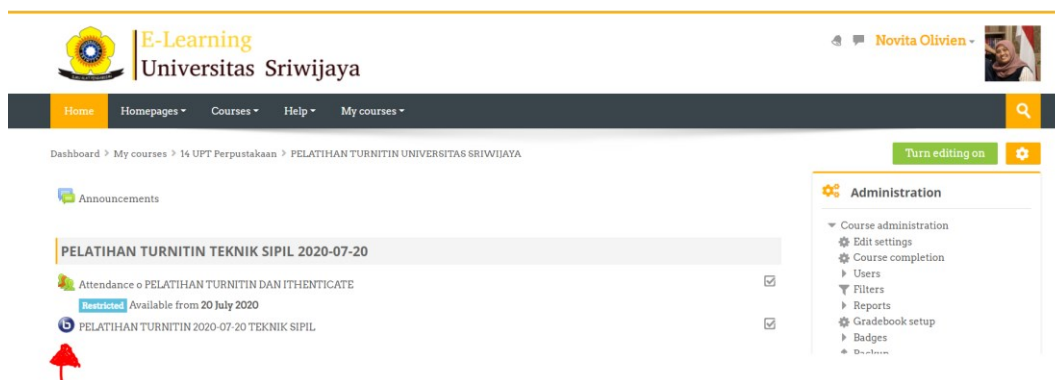 E-Learning
Universitas Sriwijaya
Novita Olivien
Home Homepages Courses Help My courses
Dashboard > My courses > 14 UPT Perpustakaan > PELATIHAN TURNITIN UNIVERSITAS SRIWIJAYA
Turn editing on
Announcements
Administration
PELATIHAN TURNITIN TEKNIK SIPIL 2020-07-20
Attendance o PELATIHAN TURNITIN DAN ITHENTICATE
Restricted Available from 20 July 2020
PELATIHAN TURNITIN 2020-07-20 TEKNIK SIPIL
Course administration
Edit settings
Course completion
Users
Filters
Reports
Gradebook setup
Badges
Backup